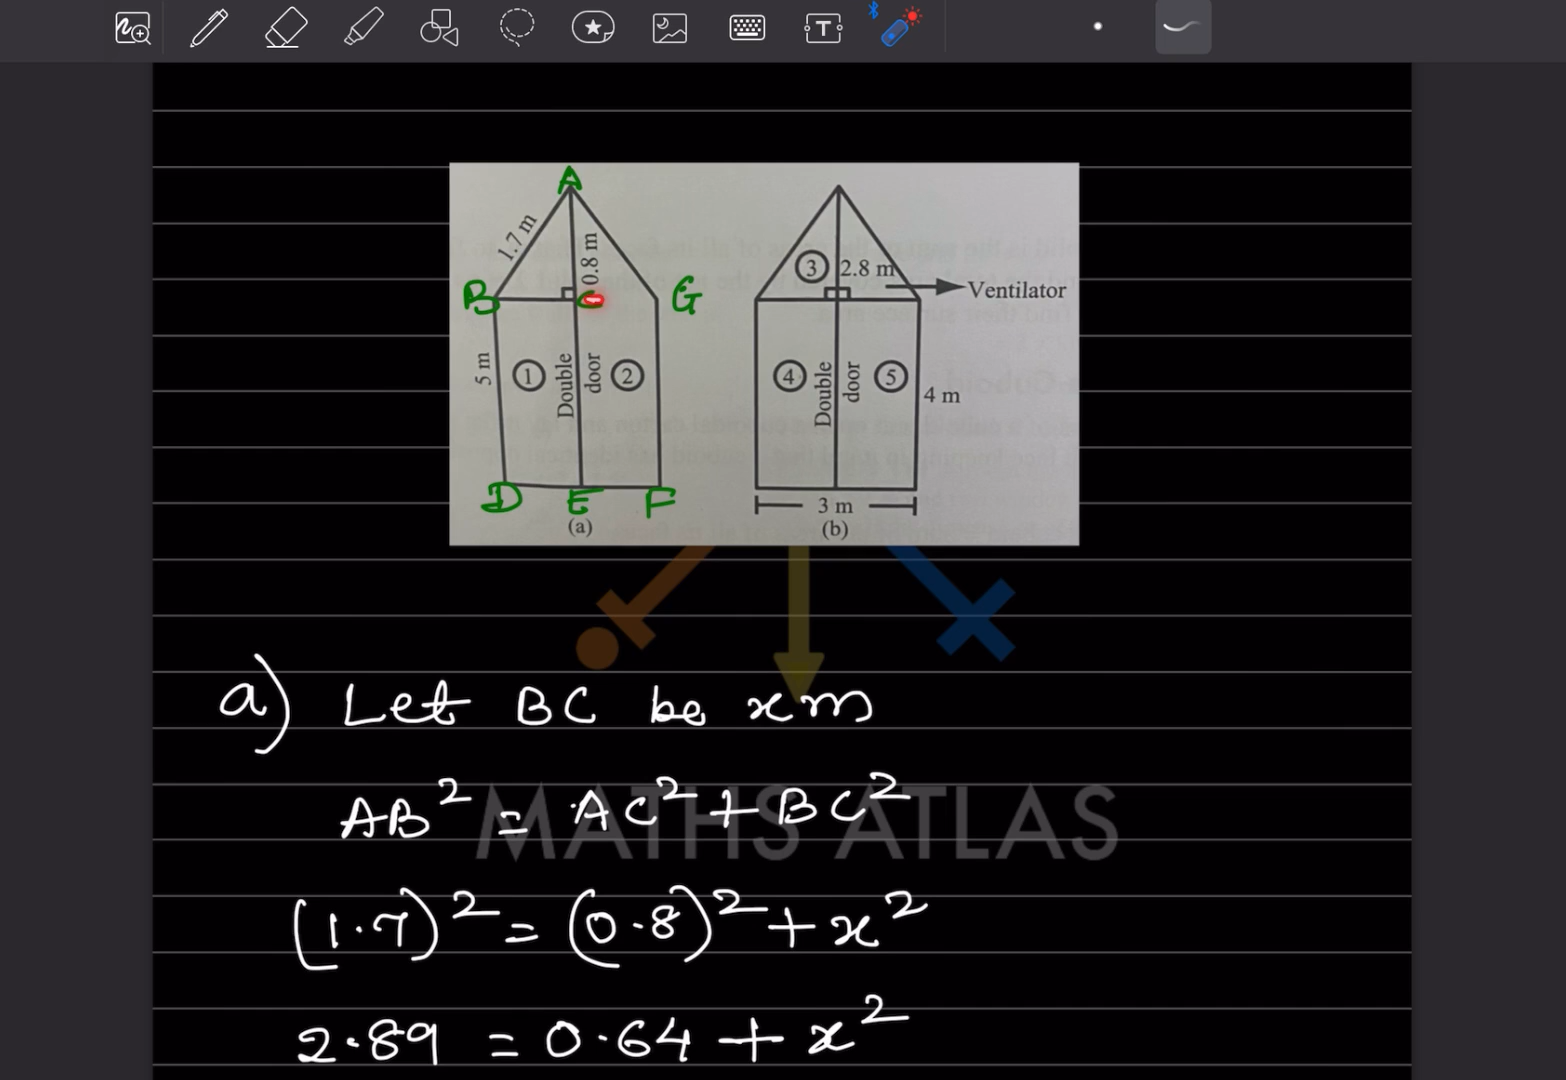 A
1.7 m
0.8 m
B
C
G
5 m
1
Double
door
2
D
E
F
(a)
3
2.8 m
Ventilator
4
Double
door
5
4 m
3 m
(b)
a) Let BC be x m
AB² = AC² + BC²
MATHS ATLAS
(1.7)² = (0.8)² + x²
2.89 = 0.64 + x²